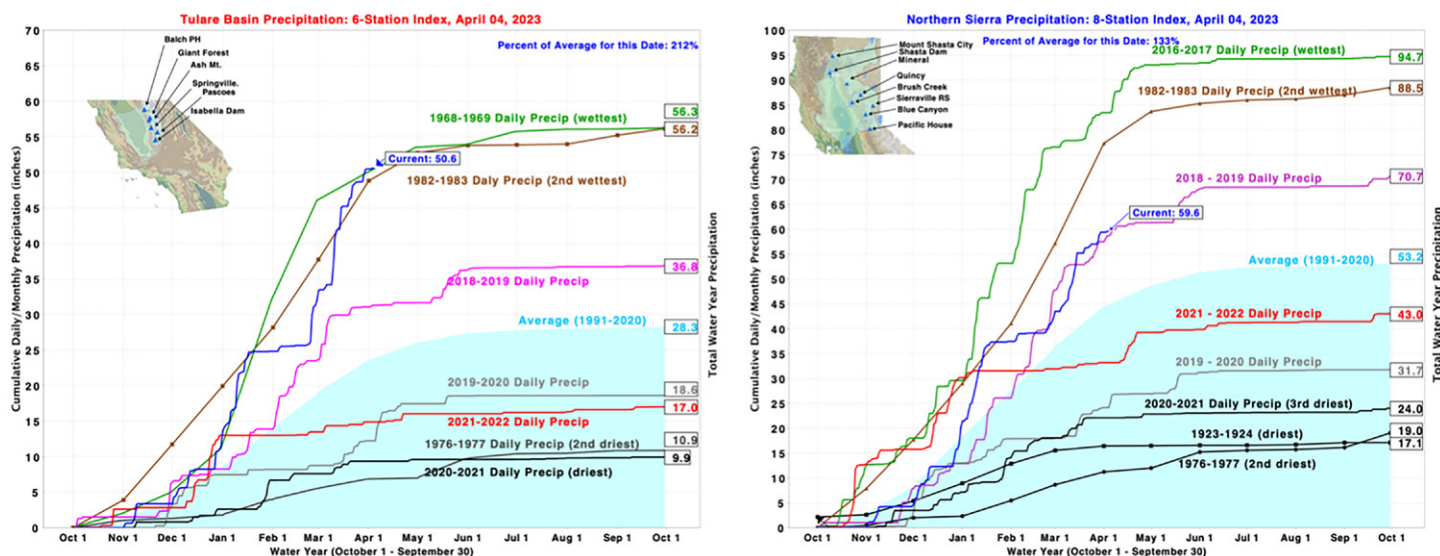 Tulare Basin Precipitation: 6-Station Index, April 04, 2023
Percent of Average for this Date: 212%
Balch PH
Giant Forest
Ash Mt.
Springville.
Pascoes
Isabella Dam
1968-1969 Daily Precip (wettest)
56.3
56.2
Current: 50.6
1982-1983 Daly Precip (2nd wettest)
2018-2019 Daily Precip
36.8
Average (1991-2020)
28.3
2019-2020 Daily Precip
18.6
2021-2022 Daily Precip
17.0
1976-1977 Daily Precip (2nd driest)
10.9
2020-2021 Daily Precip (driest)
9.9
Cumulative Daily/Monthly Precipitation (inches)
Total Water Year Precipitation
70
65
60
55
50
45
40
35
30
25
20
15
10
5
0
Oct 1 Nov 1 Dec 1 Jan 1 Feb 1 Mar 1 Apr 1 May 1 Jun 1 Jul 1 Aug 1 Sep 1 Oct 1
Water Year (October 1 - September 30)
Northern Sierra Precipitation: 8-Station Index, April 04, 2023
Percent of Average for this Date: 133%
Mount Shasta City
Shasta Dam
Mineral
Quincy
Brush Creek
Sierraville RS
Blue Canyon
Pacific House
2016-2017 Daily Precip (wettest)
94.7
1982-1983 Daily Precip (2nd wettest)
88.5
2018 - 2019 Daily Precip
70.7
Current: 59.6
Average (1991-2020)
53.2
2021 - 2022 Daily Precip
43.0
2019 - 2020 Daily Precip
31.7
2020-2021 Daily Precip (3rd driest)
24.0
1923-1924 (driest)
19.0
17.1
1976-1977 (2nd driest)
Cumulative Daily/Monthly Precipitation (inches)
Total Water Year Precipitation
100
95
90
85
80
75
70
65
60
55
50
45
40
35
30
25
20
15
10
5
0
Oct 1 Nov 1 Dec 1 Jan 1 Feb 1 Mar 1 Apr 1 May 1 Jun 1 Jul 1 Aug 1 Sep 1 Oct 1
Water Year (October 1 - September 30)